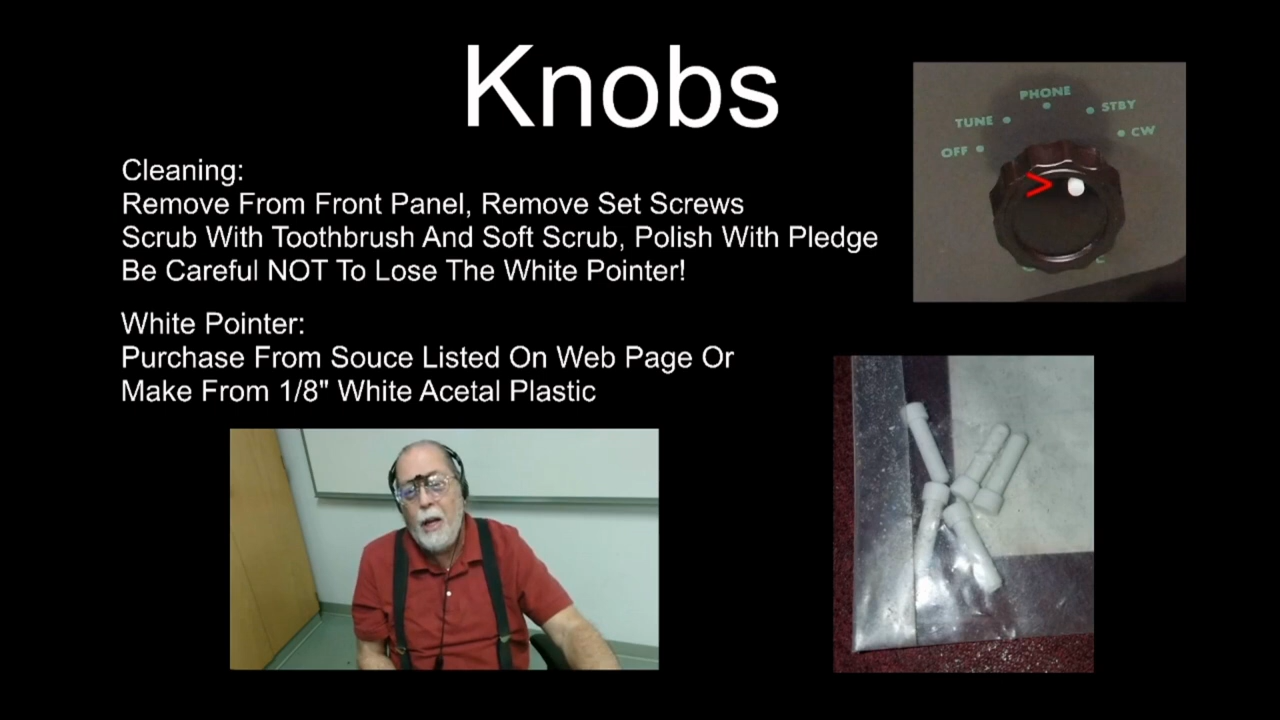 Knobs
Cleaning:
Remove From Front Panel, Remove Set Screws
Scrub With Toothbrush And Soft Scrub, Polish With Pledge
Be Careful NOT To Lose The White Pointer!
White Pointer:
Purchase From Souce Listed On Web Page Or
Make From 1/8" White Acetal Plastic
PHONE
TUNE
STBY
OFF
CW
>